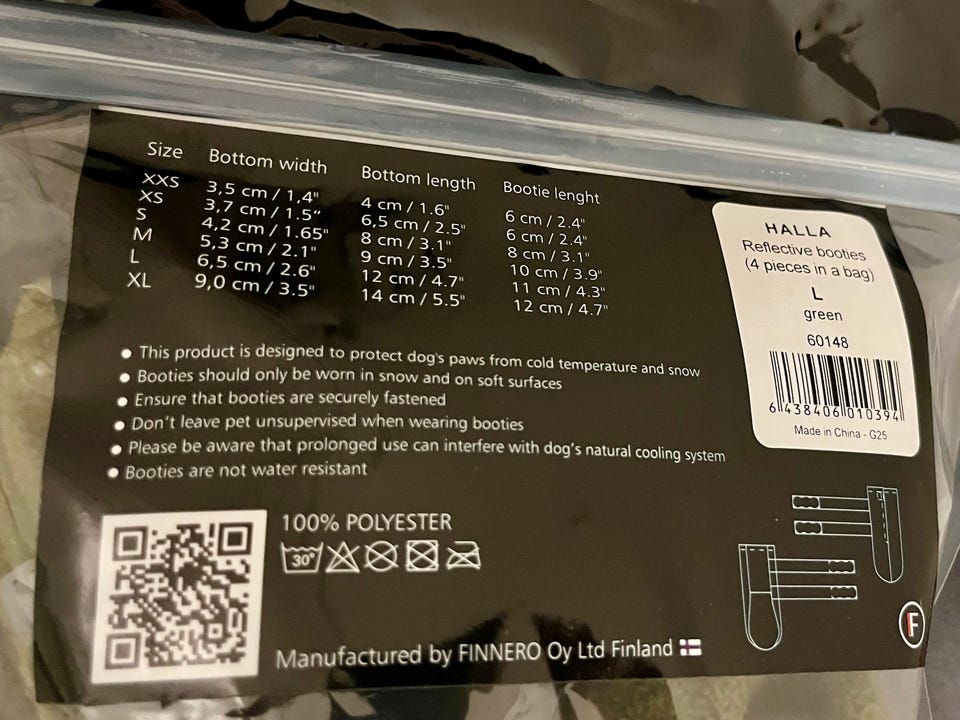 Size Bottom width Bottom length Bootie lenght
XXS 3,5 cm / 1,4" 4 cm / 1.6" 6 cm / 2.4"
XS 3,7 cm / 1.5" 6,5 cm / 2.5" 6 cm / 2.4"
S 4,2 cm / 1.65" 8 cm / 3.1" 8 cm / 3.1"
M 5,3 cm / 2.1" 9 cm / 3.5" 10 cm / 3.9"
L 6,5 cm / 2.6" 12 cm / 4.7" 11 cm / 4.3"
XL 9,0 cm / 3.5" 14 cm / 5.5" 12 cm / 4.7"
HALLA
Reflective booties
(4 pieces in a bag)
L
green
60148
6 438406 010394
Made in China - G25
• This product is designed to protect dog's paws from cold temperature and snow
• Booties should only be worn in snow and on soft surfaces
• Ensure that booties are securely fastened
• Don't leave pet unsupervised when wearing booties
• Please be aware that prolonged use can interfere with dog's natural cooling system
• Booties are not water resistant
100% POLYESTER
30°
Manufactured by FINNERO Oy Ltd Finland
F